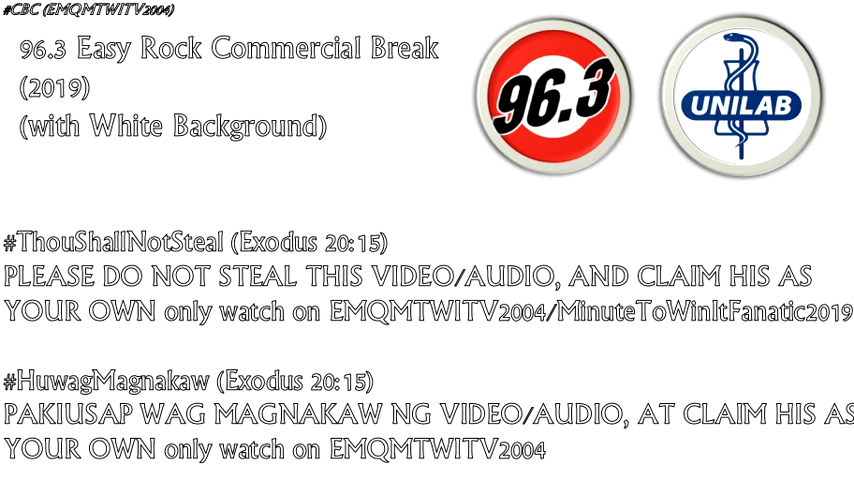 #CBC (EMQMTWITV2004)
96.3 Easy Rock Commercial Break
(2019)
(with White Background)
96.3
UNILAB
#ThouShallNotSteal (Exodus 20:15)
PLEASE DO NOT STEAL THIS VIDEO/AUDIO, AND CLAIM HIS AS
YOUR OWN only watch on EMQMTWITV2004/MinuteToWinItFanatic2019
#HuwagMagnakaw (Exodus 20:15)
PAKIUSAP WAG MAGNAKAW NG VIDEO/AUDIO, AT CLAIM HIS AS
YOUR OWN only watch on EMQMTWITV2004